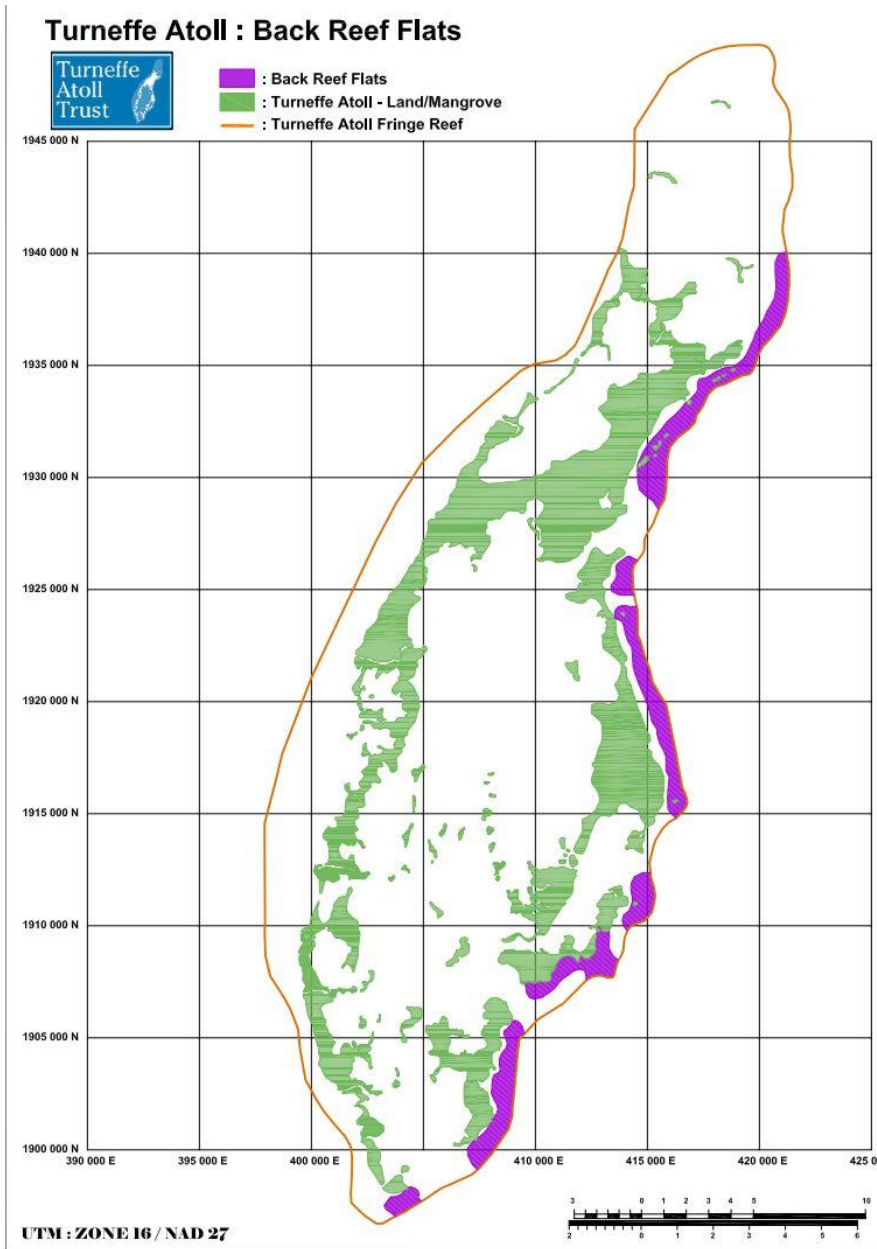 Turneffe Atoll : Back Reef Flats
Turneffe
Atoll
Trust
: Back Reef Flats
: Turneffe Atoll - Land/Mangrove
: Turneffe Atoll Fringe Reef
1945 000 N
1940 000 N
1935 000 N
1930 000 N
1925 000 N
1920 000 N
1915 000 N
1910 000 N
1905 000 N
1900 000 N
390 000 E 395 000 E 400 000 E 410 000 E 415 000 E 420 000 E 425 0
3 0 1 2 3 4 5 10
2 0 1 2 3 4 5 6
UTM : ZONE 16 / NAD 27